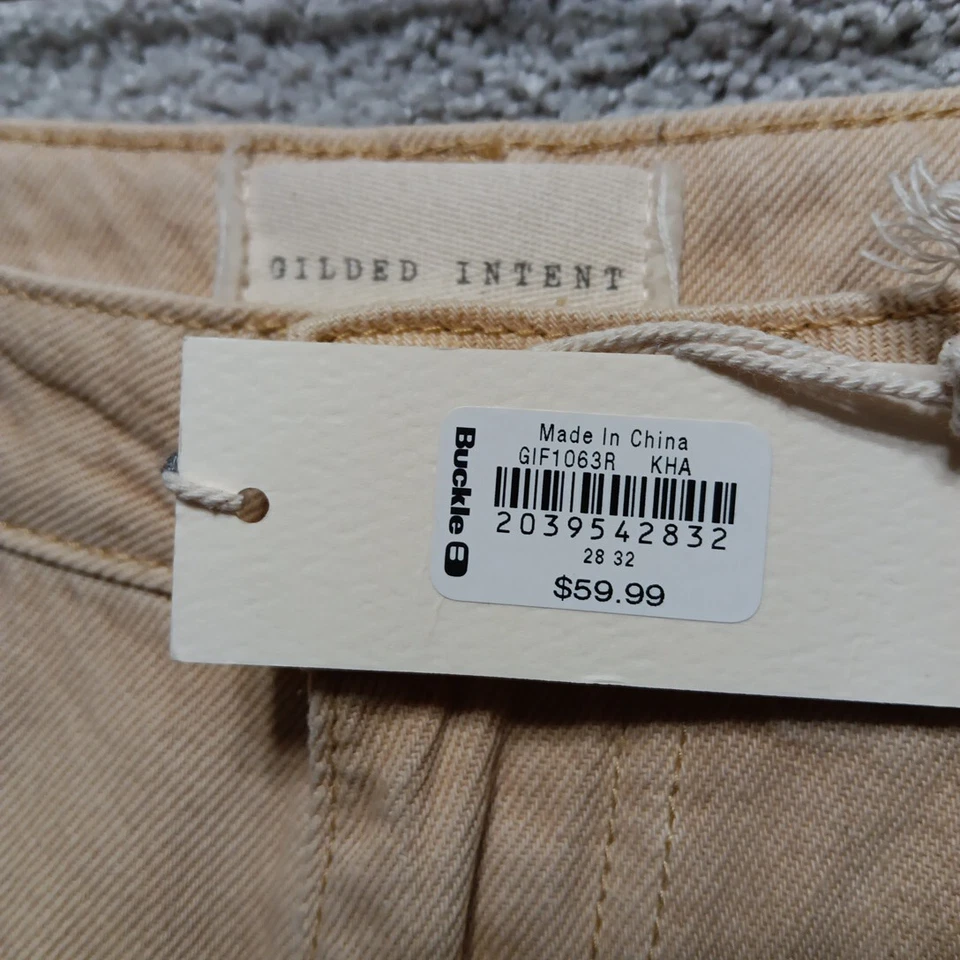 GILDED INTENT
Buckle B
Made In China
GIF1063R KHA
2039542832
28 32
$59.99